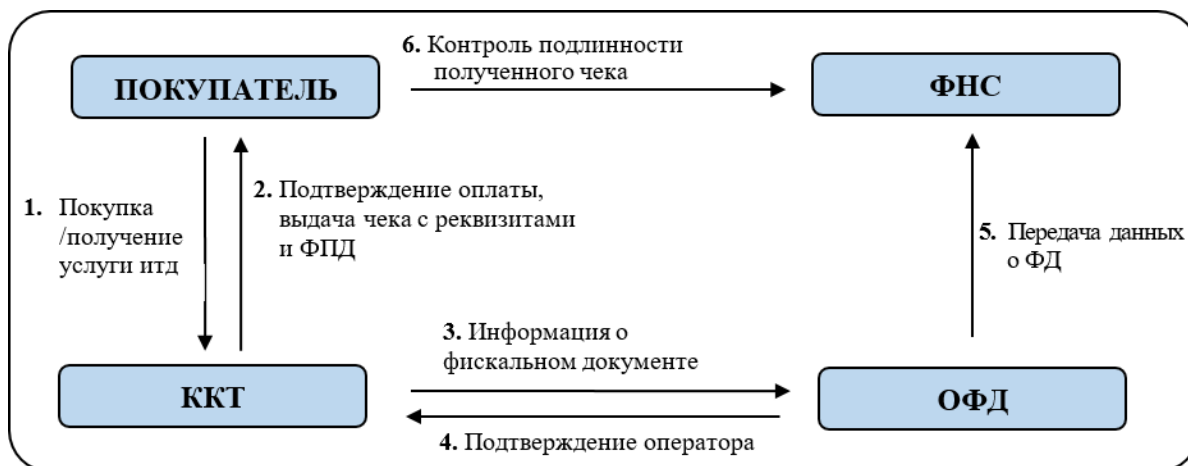 6. Контроль подлинности
полученного чека
ПОКУПАТЕЛЬ
ФНС
1. Покупка
/получение
услуги итд
2. Подтверждение оплаты,
выдача чека с реквизитами
и ФПД
5. Передача данных
о ФД
3. Информация о
фискальном документе
ККТ
ОФД
4. Подтверждение оператора